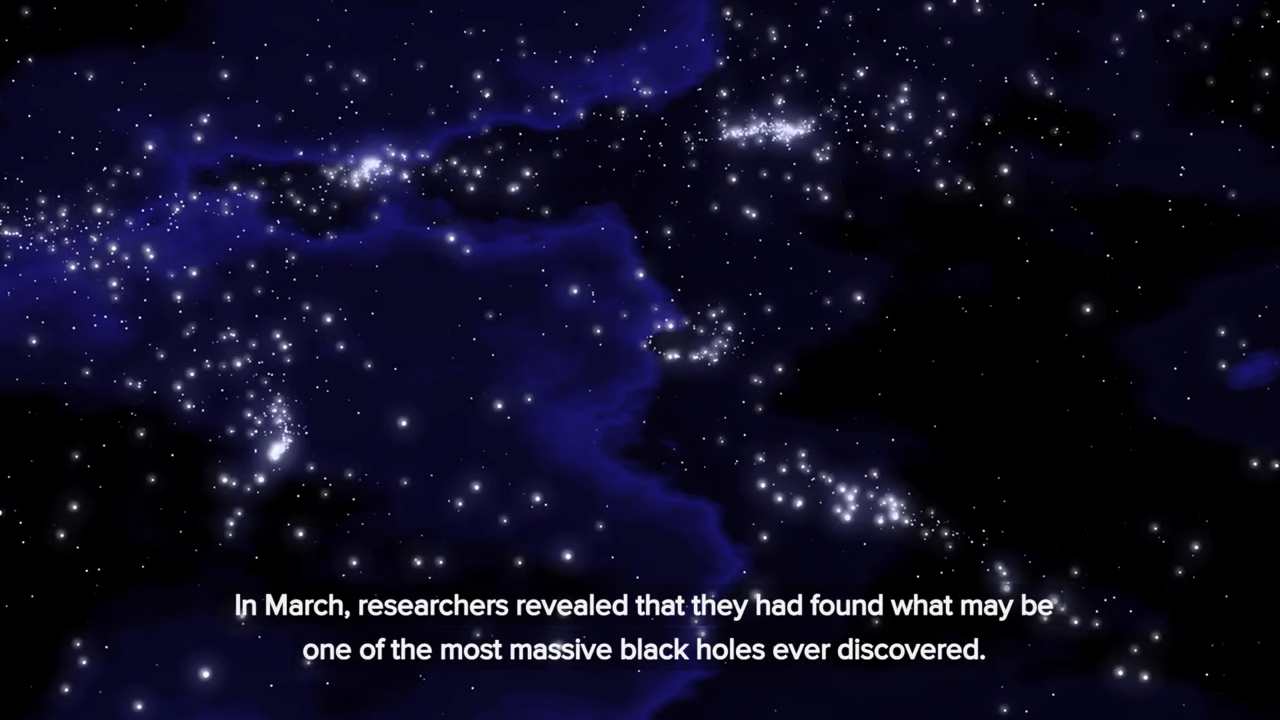 In March, researchers revealed that they had found what may be
one of the most massive black holes ever discovered.